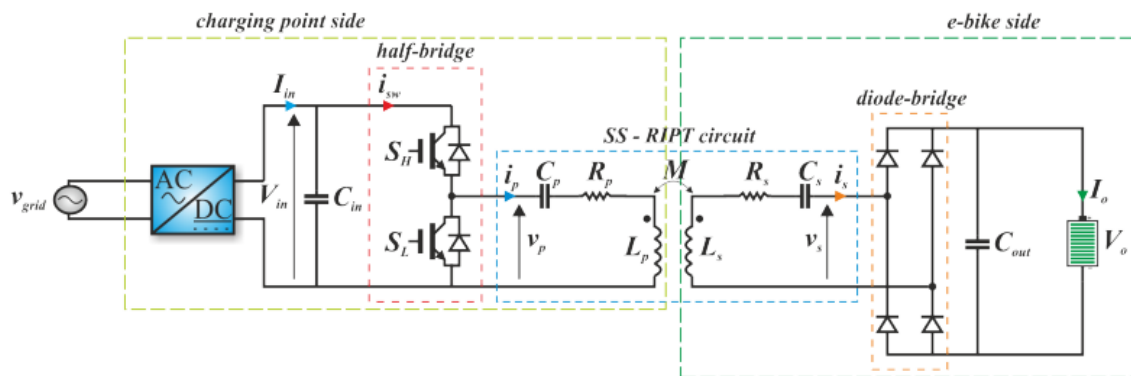 charging point side
e-bike side
half-bridge
diode-bridge
SS - RIPT circuit
I_in
i_sw
S_H
S_L
v_grid
AC
DC
V_in
C_in
i_p
C_p
R_p
M
R_s
C_s
i_s
v_p
L_p
L_s
v_s
C_out
I_o
V_o